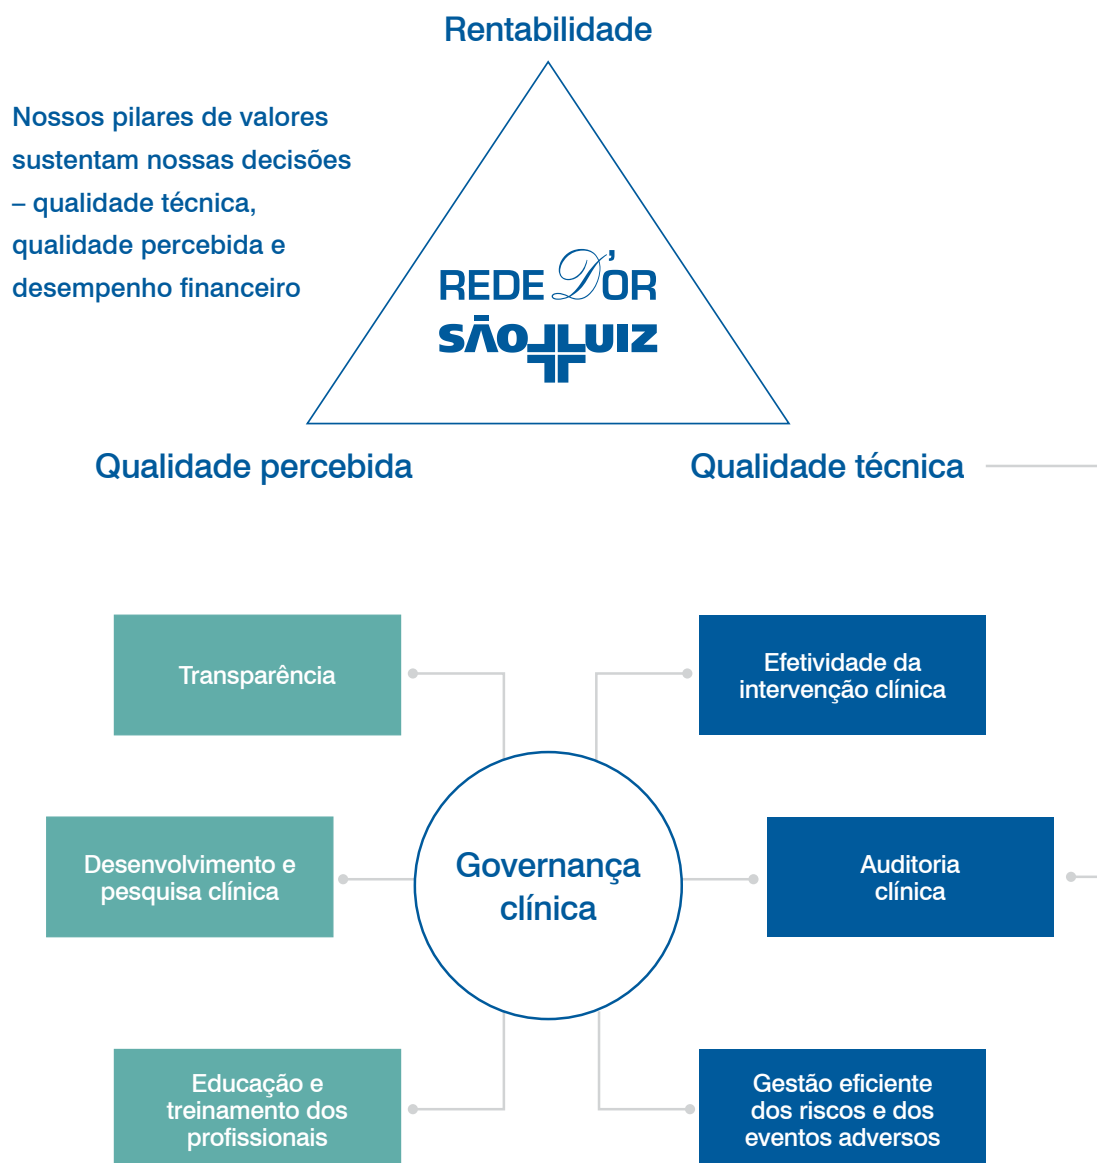 Rentabilidade
Nossos pilares de valores
sustentam nossas decisões
– qualidade técnica,
qualidade percebida e
desempenho financeiro
REDE D'OR
SÃO LUIZ
Qualidade percebida
Qualidade técnica
Transparência
Efetividade da
intervenção clínica
Desenvolvimento e
pesquisa clínica
Governança
clínica
Auditoria
clínica
Educação e
treinamento dos
profissionais
Gestão eficiente
dos riscos e dos
eventos adversos